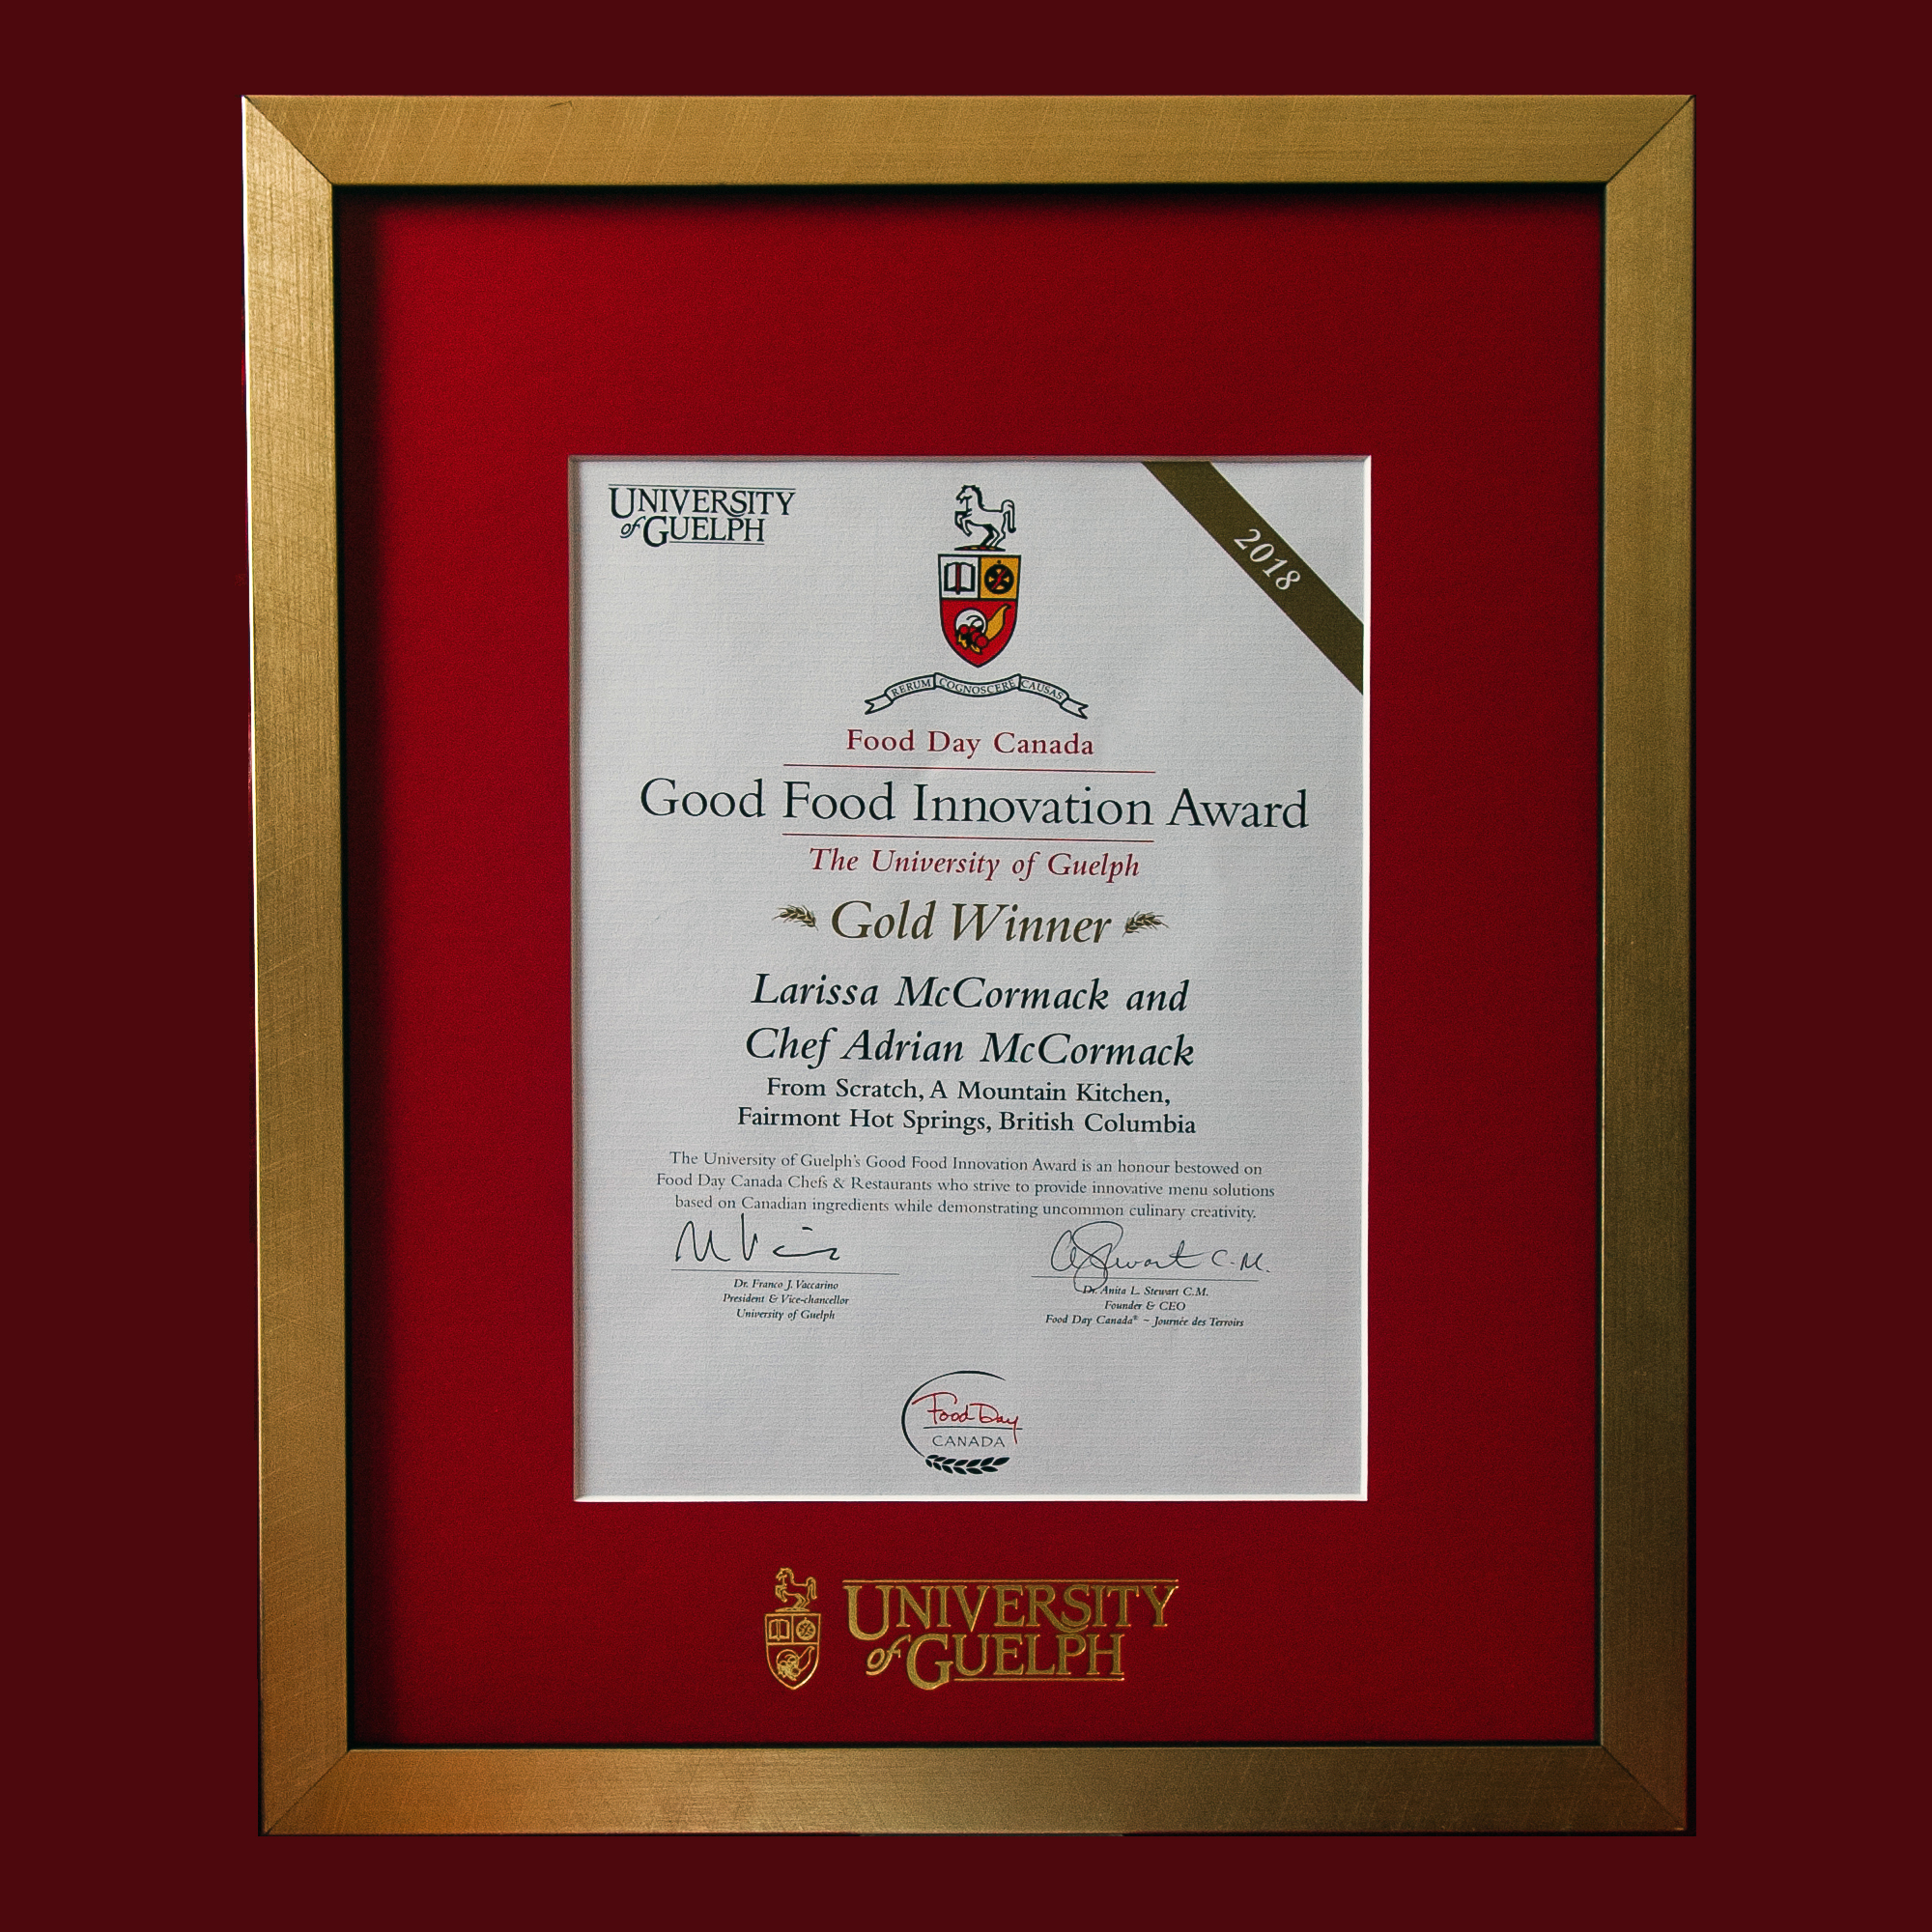 UNIVERSITY
of GUELPH
2018
RERUM COGNOSCERE CAUSAS
Food Day Canada
Good Food Innovation Award
The University of Guelph
Gold Winner
Larissa McCormack and
Chef Adrian McCormack
From Scratch, A Mountain Kitchen,
Fairmont Hot Springs, British Columbia
The University of Guelph's Good Food Innovation Award is an honour bestowed on
Food Day Canada Chefs & Restaurants who strive to provide innovative menu solutions
based on Canadian ingredients while demonstrating uncommon culinary creativity.
A Stewart C.M.
Dr. Franco J. Vaccarino
President & Vice-chancellor
University of Guelph
Dr. Anita L. Stewart C.M.
Founder & CEO
Food Day Canada® ~ Journée des Terroirs
Food Day
CANADA
UNIVERSITY
of GUELPH